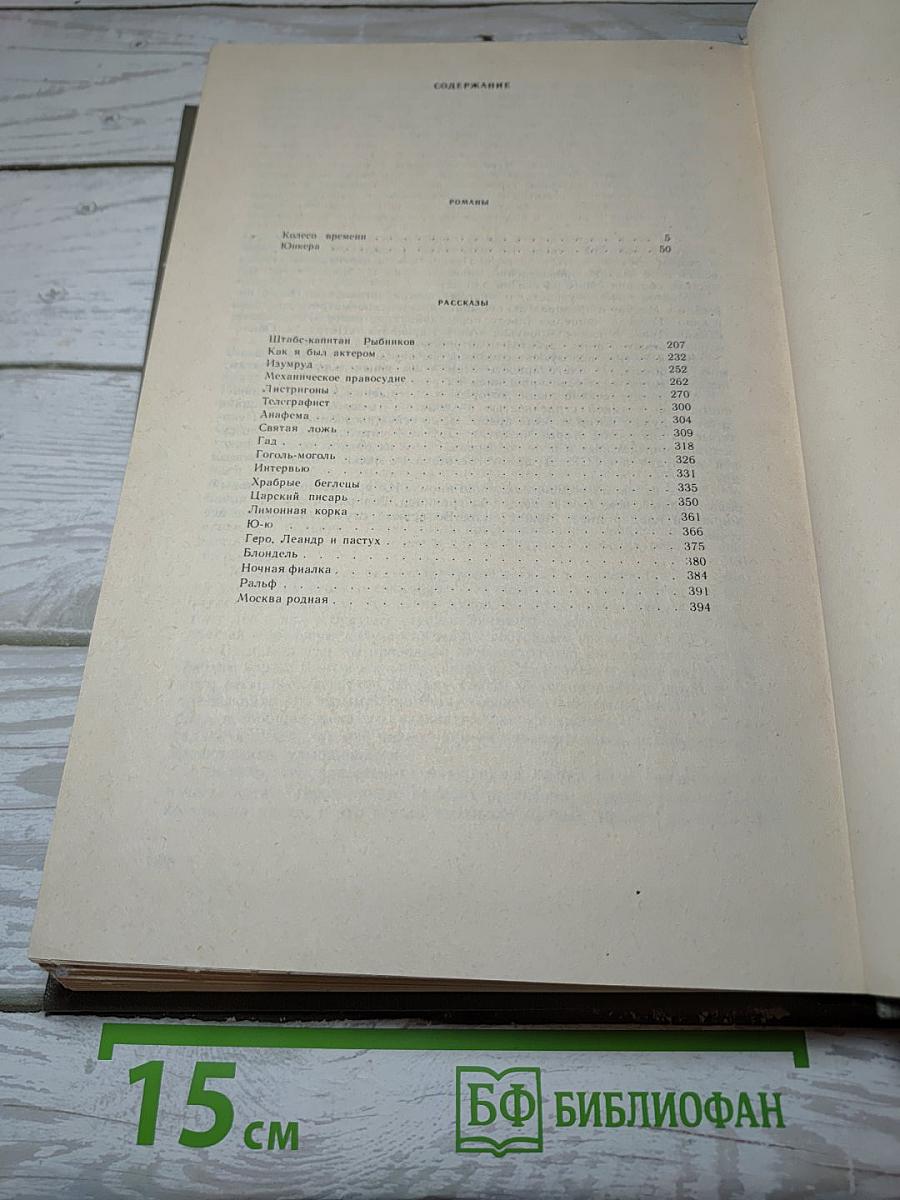 СОДЕРЖАНИЕ
РОМАНЫ
Колесо времени 5
Юнкера 50
РАССКАЗЫ
Штабс-капитан Рыбников 207
Как я был актером 232
Изумруд 252
Механическое правосудие 262
Листригоны 270
Телеграфист 300
Анафема 304
Святая ложь 309
Гад 318
Гоголь-моголь 326
Интервью 331
Храбрые беглецы 335
Царский писарь 350
Лимонная корка 361
Ю-ю 366
Геро, Леандр и пастух 375
Блондель 380
Ночная фиалка 384
Ральф 391
Москва родная 394
15 см
БФ БИБЛИОФАН